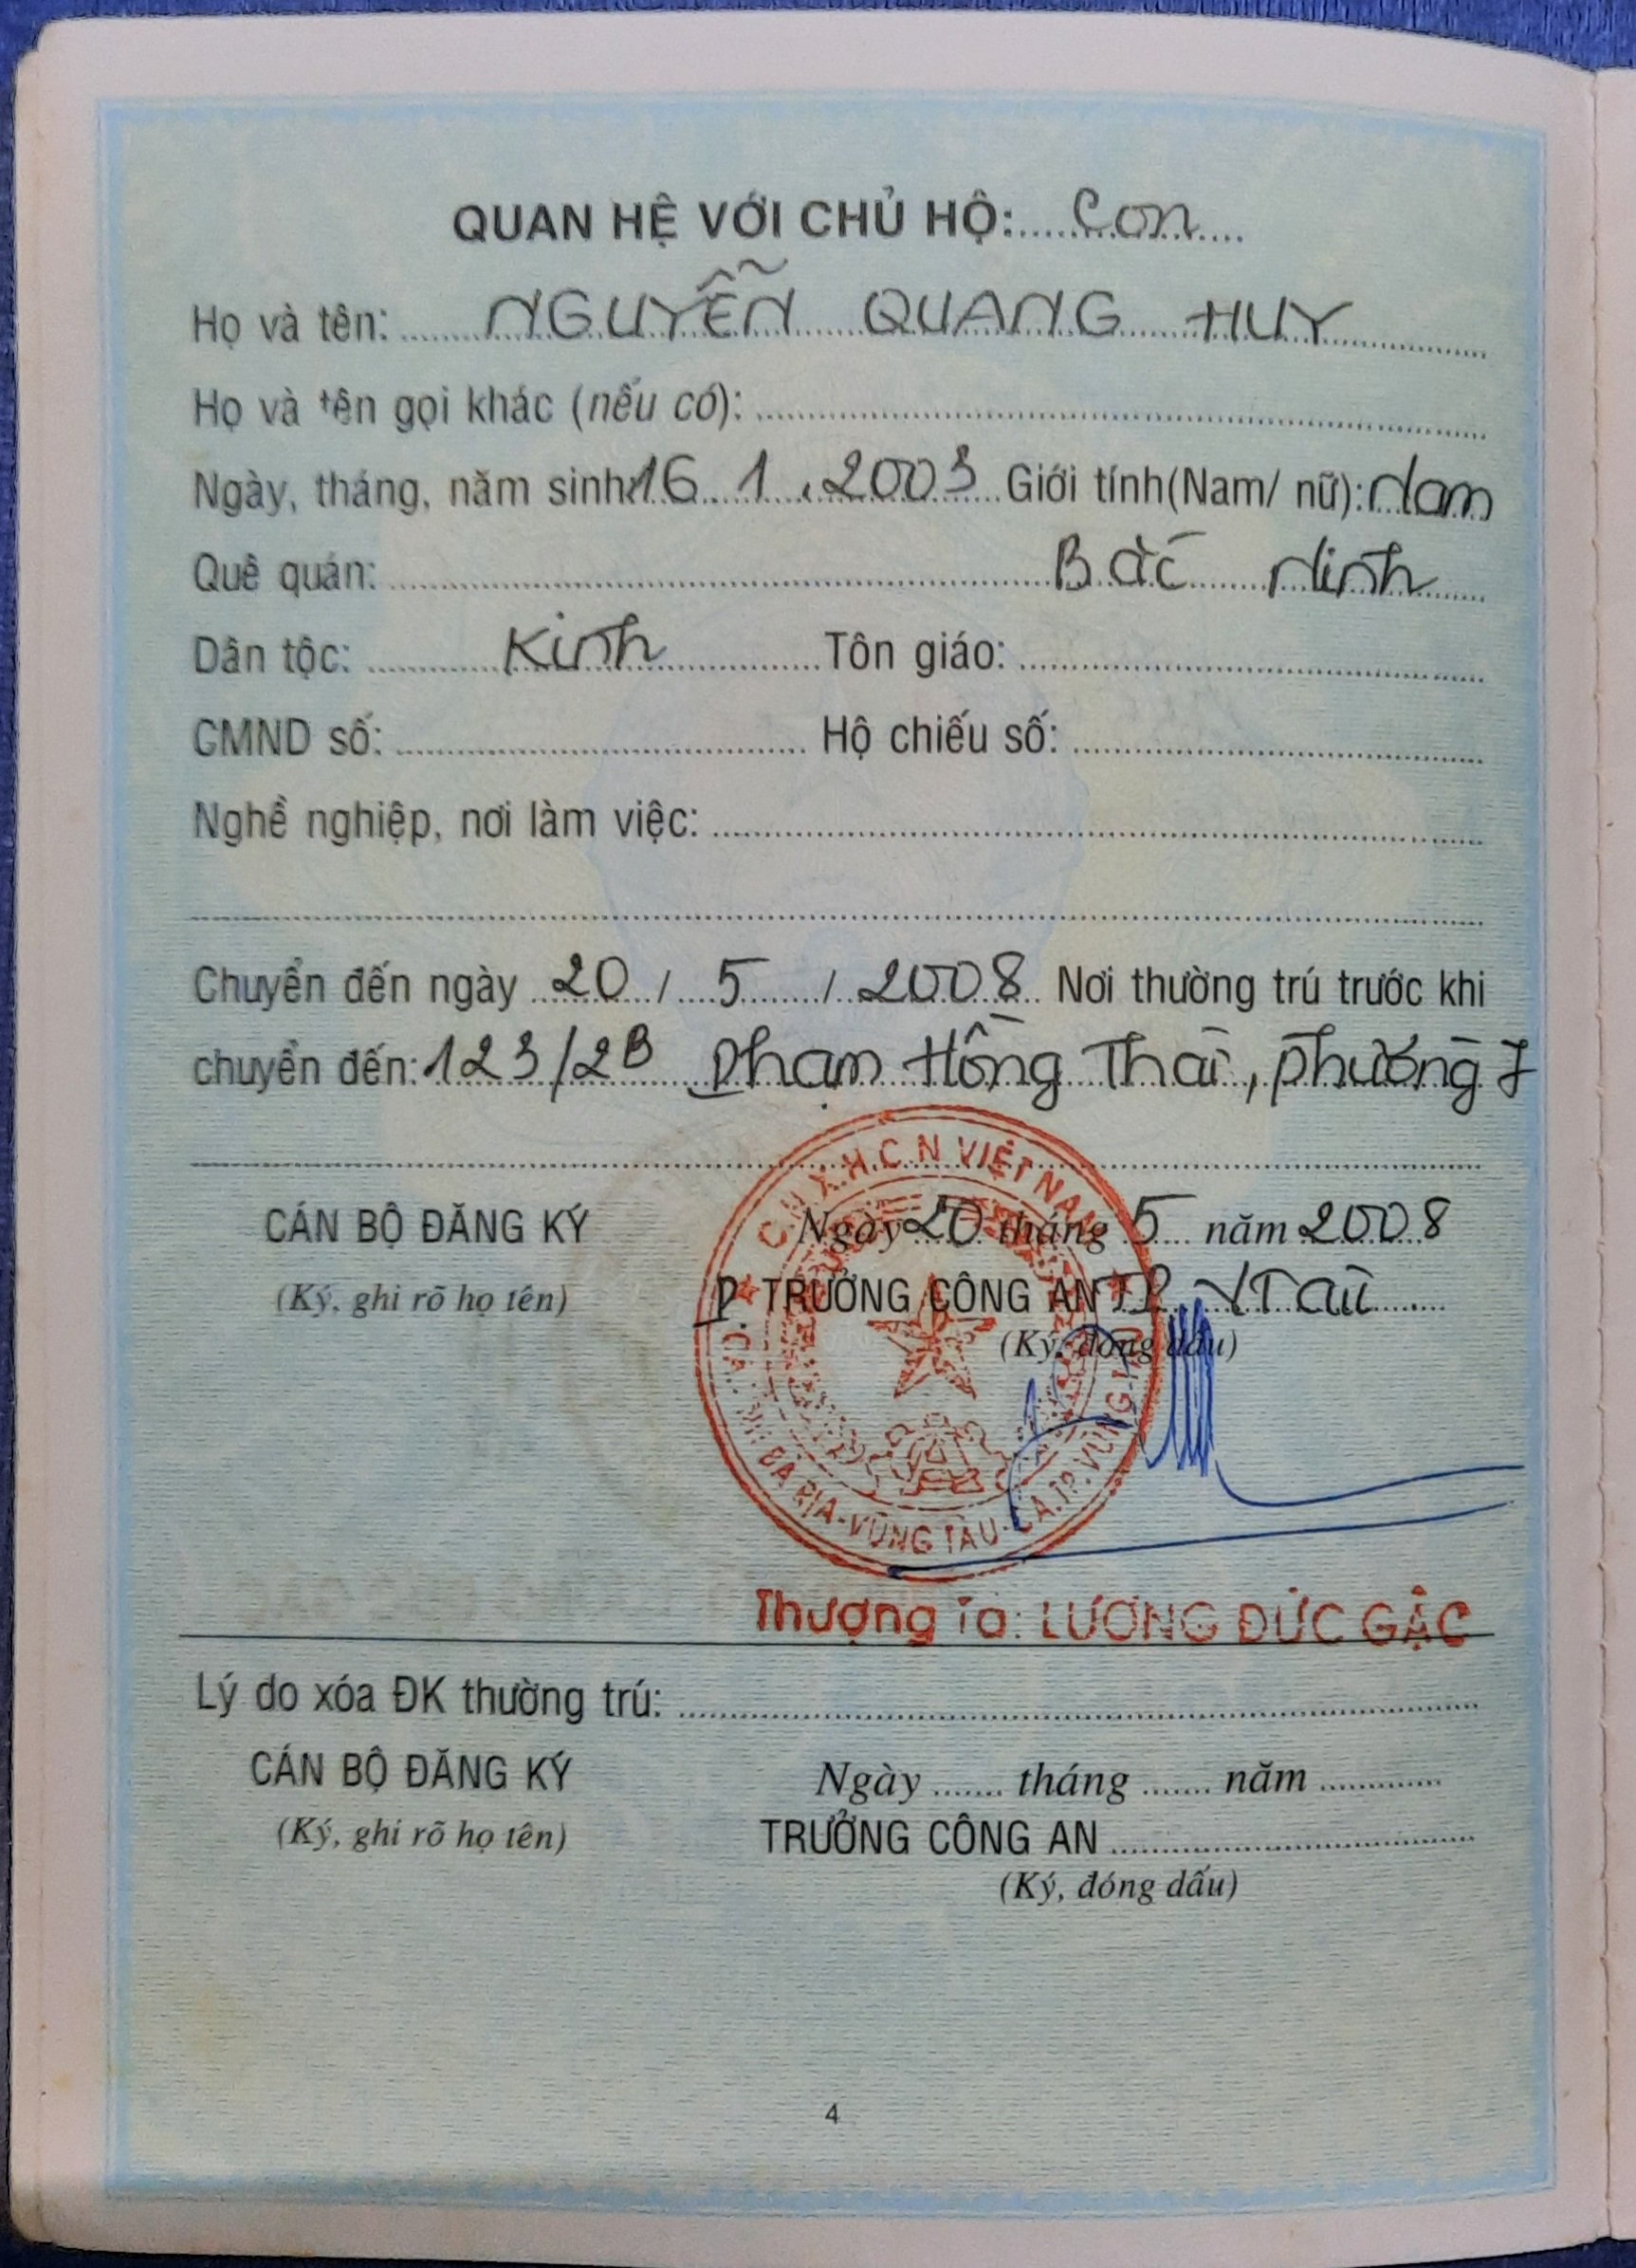 QUAN HỆ VỚI CHỦ HỘ: Con
Họ và tên: NGUYỄN QUANG HUY
Họ và tên gọi khác (nếu có):
Ngày, tháng, năm sinh: 16.1.2003 Giới tính(Nam/ nữ): Nam
Quê quán: Bắc Ninh
Dân tộc: Kinh Tôn giáo:
CMND số: Hộ chiếu số:
Nghề nghiệp, nơi làm việc:
Chuyển đến ngày 20 / 5 / 2008 Nơi thường trú trước khi
chuyển đến: 123/2B Phạm Hồng Thái, phường 7
C.H.X.H.C.N VIỆT NAM
CÁN BỘ ĐĂNG KÝ Ngày 20 tháng 5 năm 2008
(Ký, ghi rõ họ tên) P TRƯỞNG CÔNG AN TP VTàu
(Ký, đóng dấu)
BÀ RỊA-VŨNG TÀU-C.A.TP.VŨNG
Thượng Tá: LƯƠNG ĐỨC GẶC
Lý do xóa ĐK thường trú:
CÁN BỘ ĐĂNG KÝ Ngày ....... tháng ....... năm .............
(Ký, ghi rõ họ tên) TRƯỞNG CÔNG AN
(Ký, đóng dấu)
4